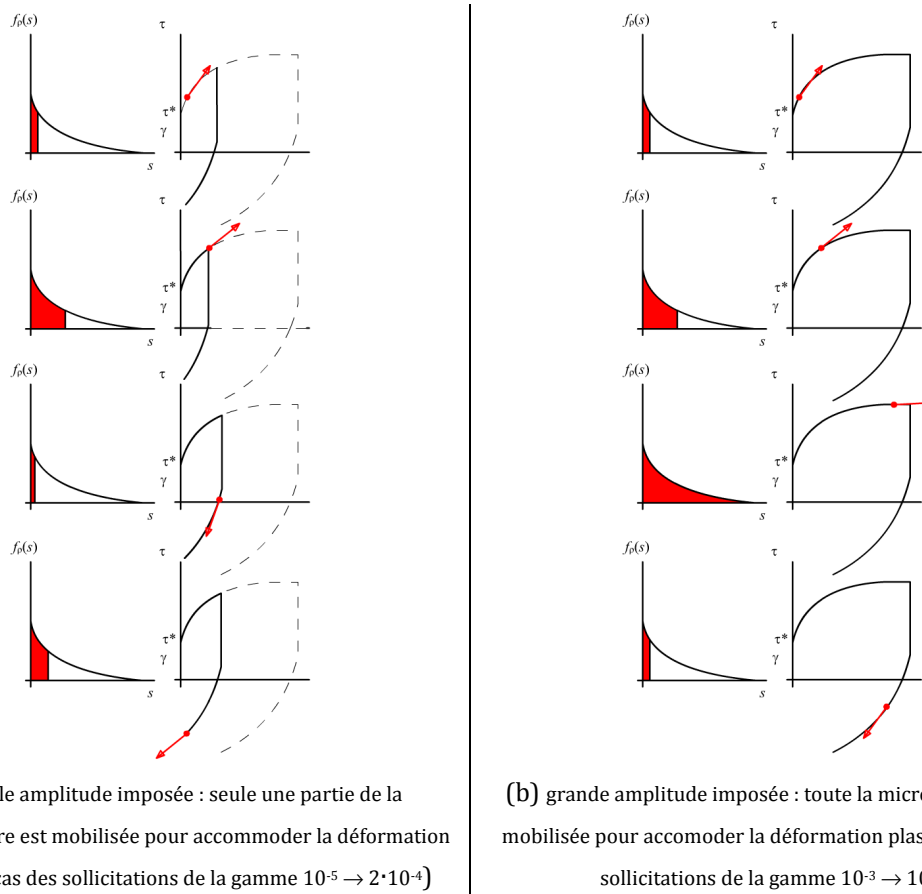 fρ(s) τ
τ*
γ
s
fρ(s) τ
τ*
γ
s
fρ(s) τ
τ*
γ
s
fρ(s) τ
τ*
γ
s
le amplitude imposée : seule une partie de la
re est mobilisée pour accommoder la déformation
cas des sollicitations de la gamme 10⁻⁵ → 2·10⁻⁴)
fρ(s) τ
τ*
γ
s
fρ(s) τ
τ*
γ
s
fρ(s) τ
τ*
γ
s
fρ(s) τ
τ*
γ
s
(b) grande amplitude imposée : toute la micro
mobilisée pour accomoder la déformation plas
sollicitations de la gamme 10⁻³ → 10